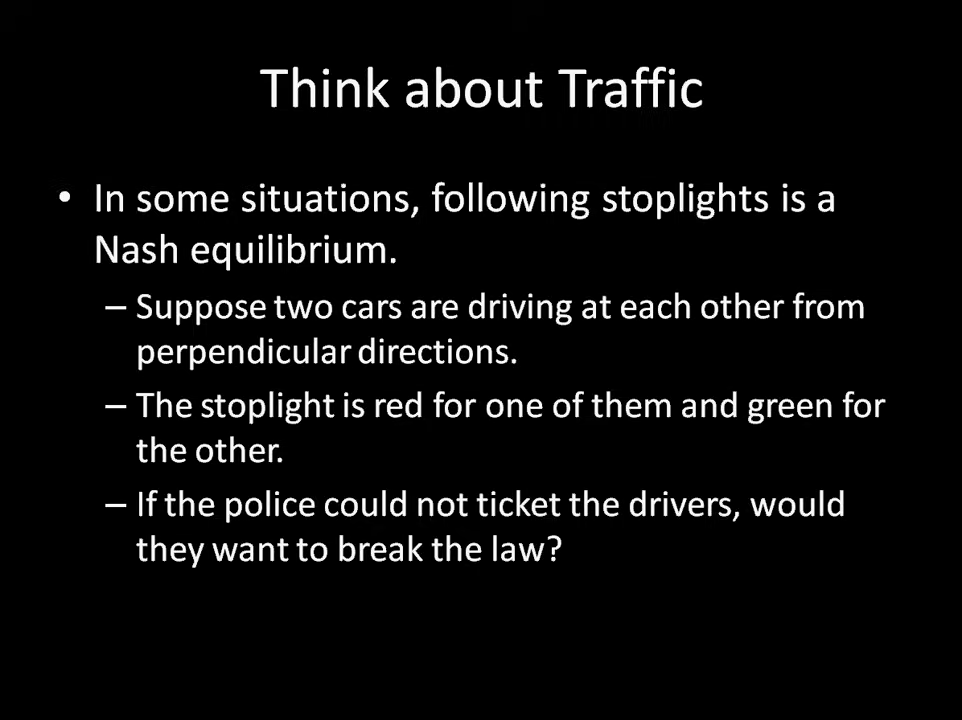 Think about Traffic
• In some situations, following stoplights is a
Nash equilibrium.
– Suppose two cars are driving at each other from
perpendicular directions.
– The stoplight is red for one of them and green for
the other.
– If the police could not ticket the drivers, would
they want to break the law?